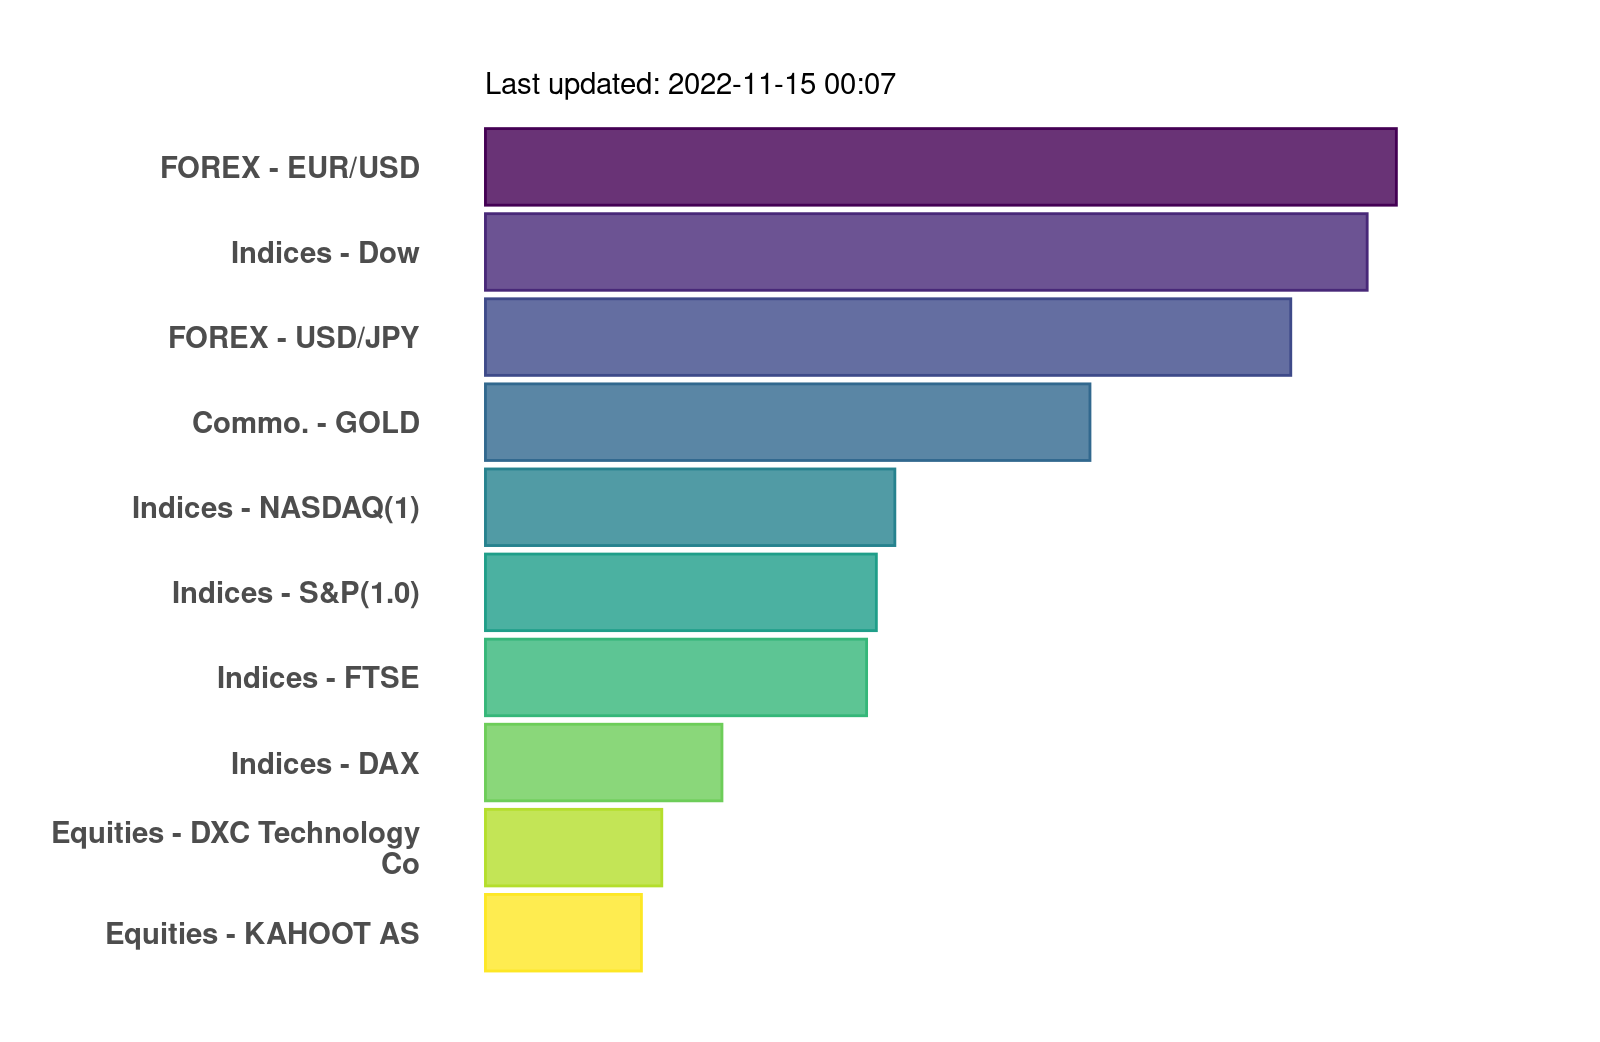 Last updated: 2022-11-15 00:07
FOREX - EUR/USD
Indices - Dow
FOREX - USD/JPY
Commo. - GOLD
Indices - NASDAQ(1)
Indices - S&P(1.0)
Indices - FTSE
Indices - DAX
Equities - DXC Technology
Co
Equities - KAHOOT AS